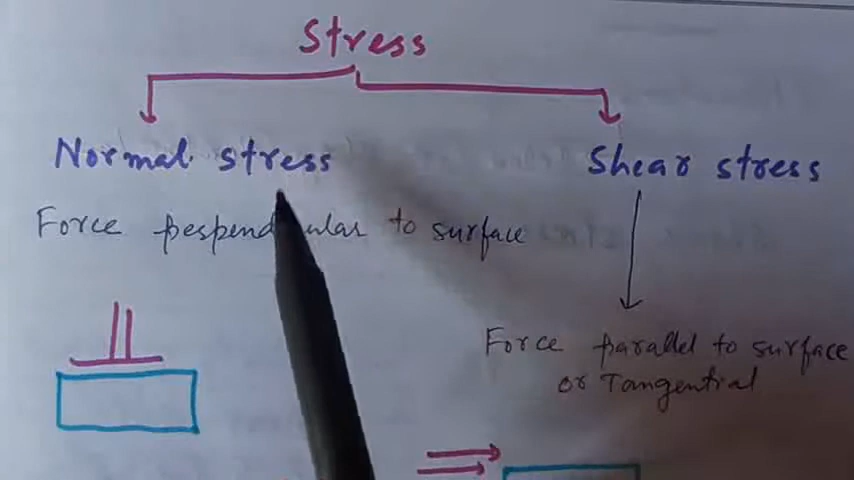 Stress
Normal stress
Shear stress
Force perpendicular to surface
Force parallel to surface
or Tangential